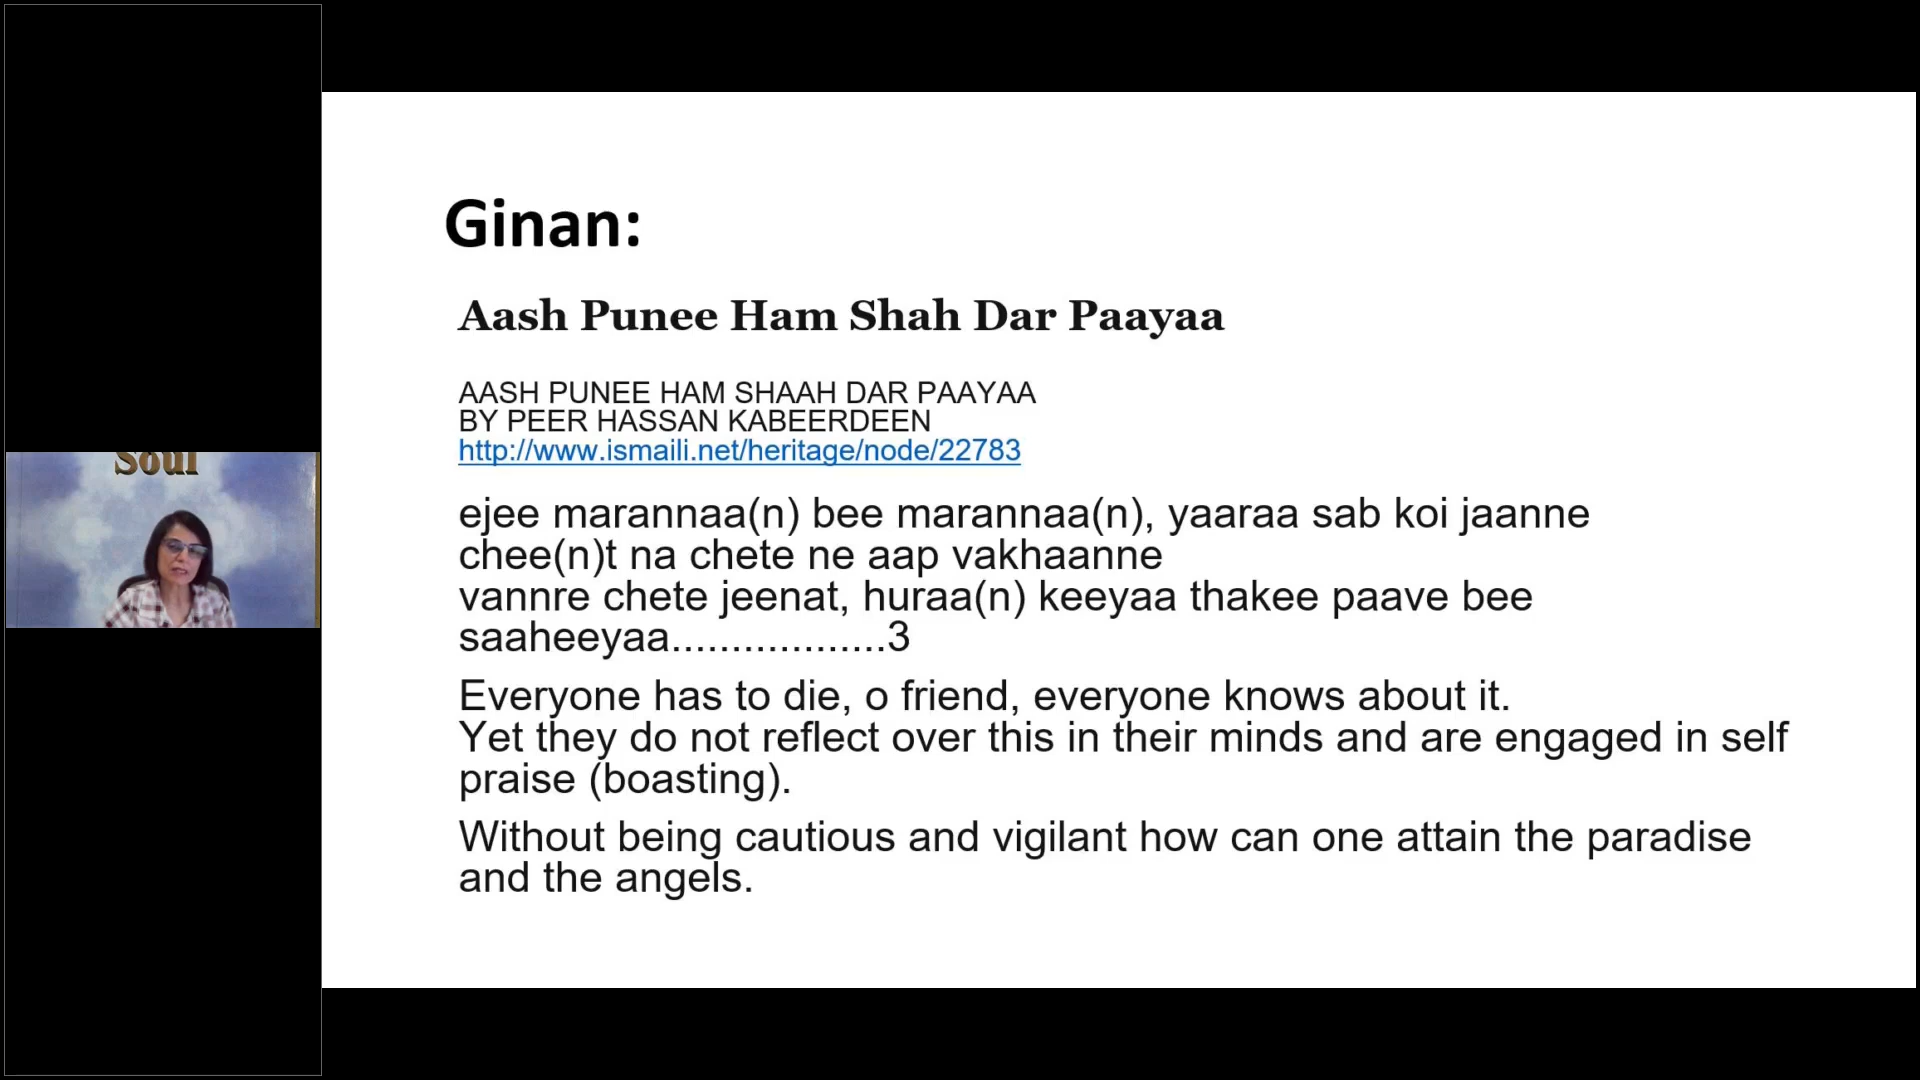 Soul
Ginan:
Aash Punee Ham Shah Dar Paayaa
AASH PUNEE HAM SHAAH DAR PAAYAA
BY PEER HASSAN KABEERDEEN
http://www.ismaili.net/heritage/node/22783
ejee marannaa(n) bee marannaa(n), yaaraa sab koi jaanne
chee(n)t na chete ne aap vakhaanne
vannre chete jeenat, huraa(n) keeyaa thakee paave bee
saaheeyaa..................3
Everyone has to die, o friend, everyone knows about it.
Yet they do not reflect over this in their minds and are engaged in self
praise (boasting).
Without being cautious and vigilant how can one attain the paradise
and the angels.